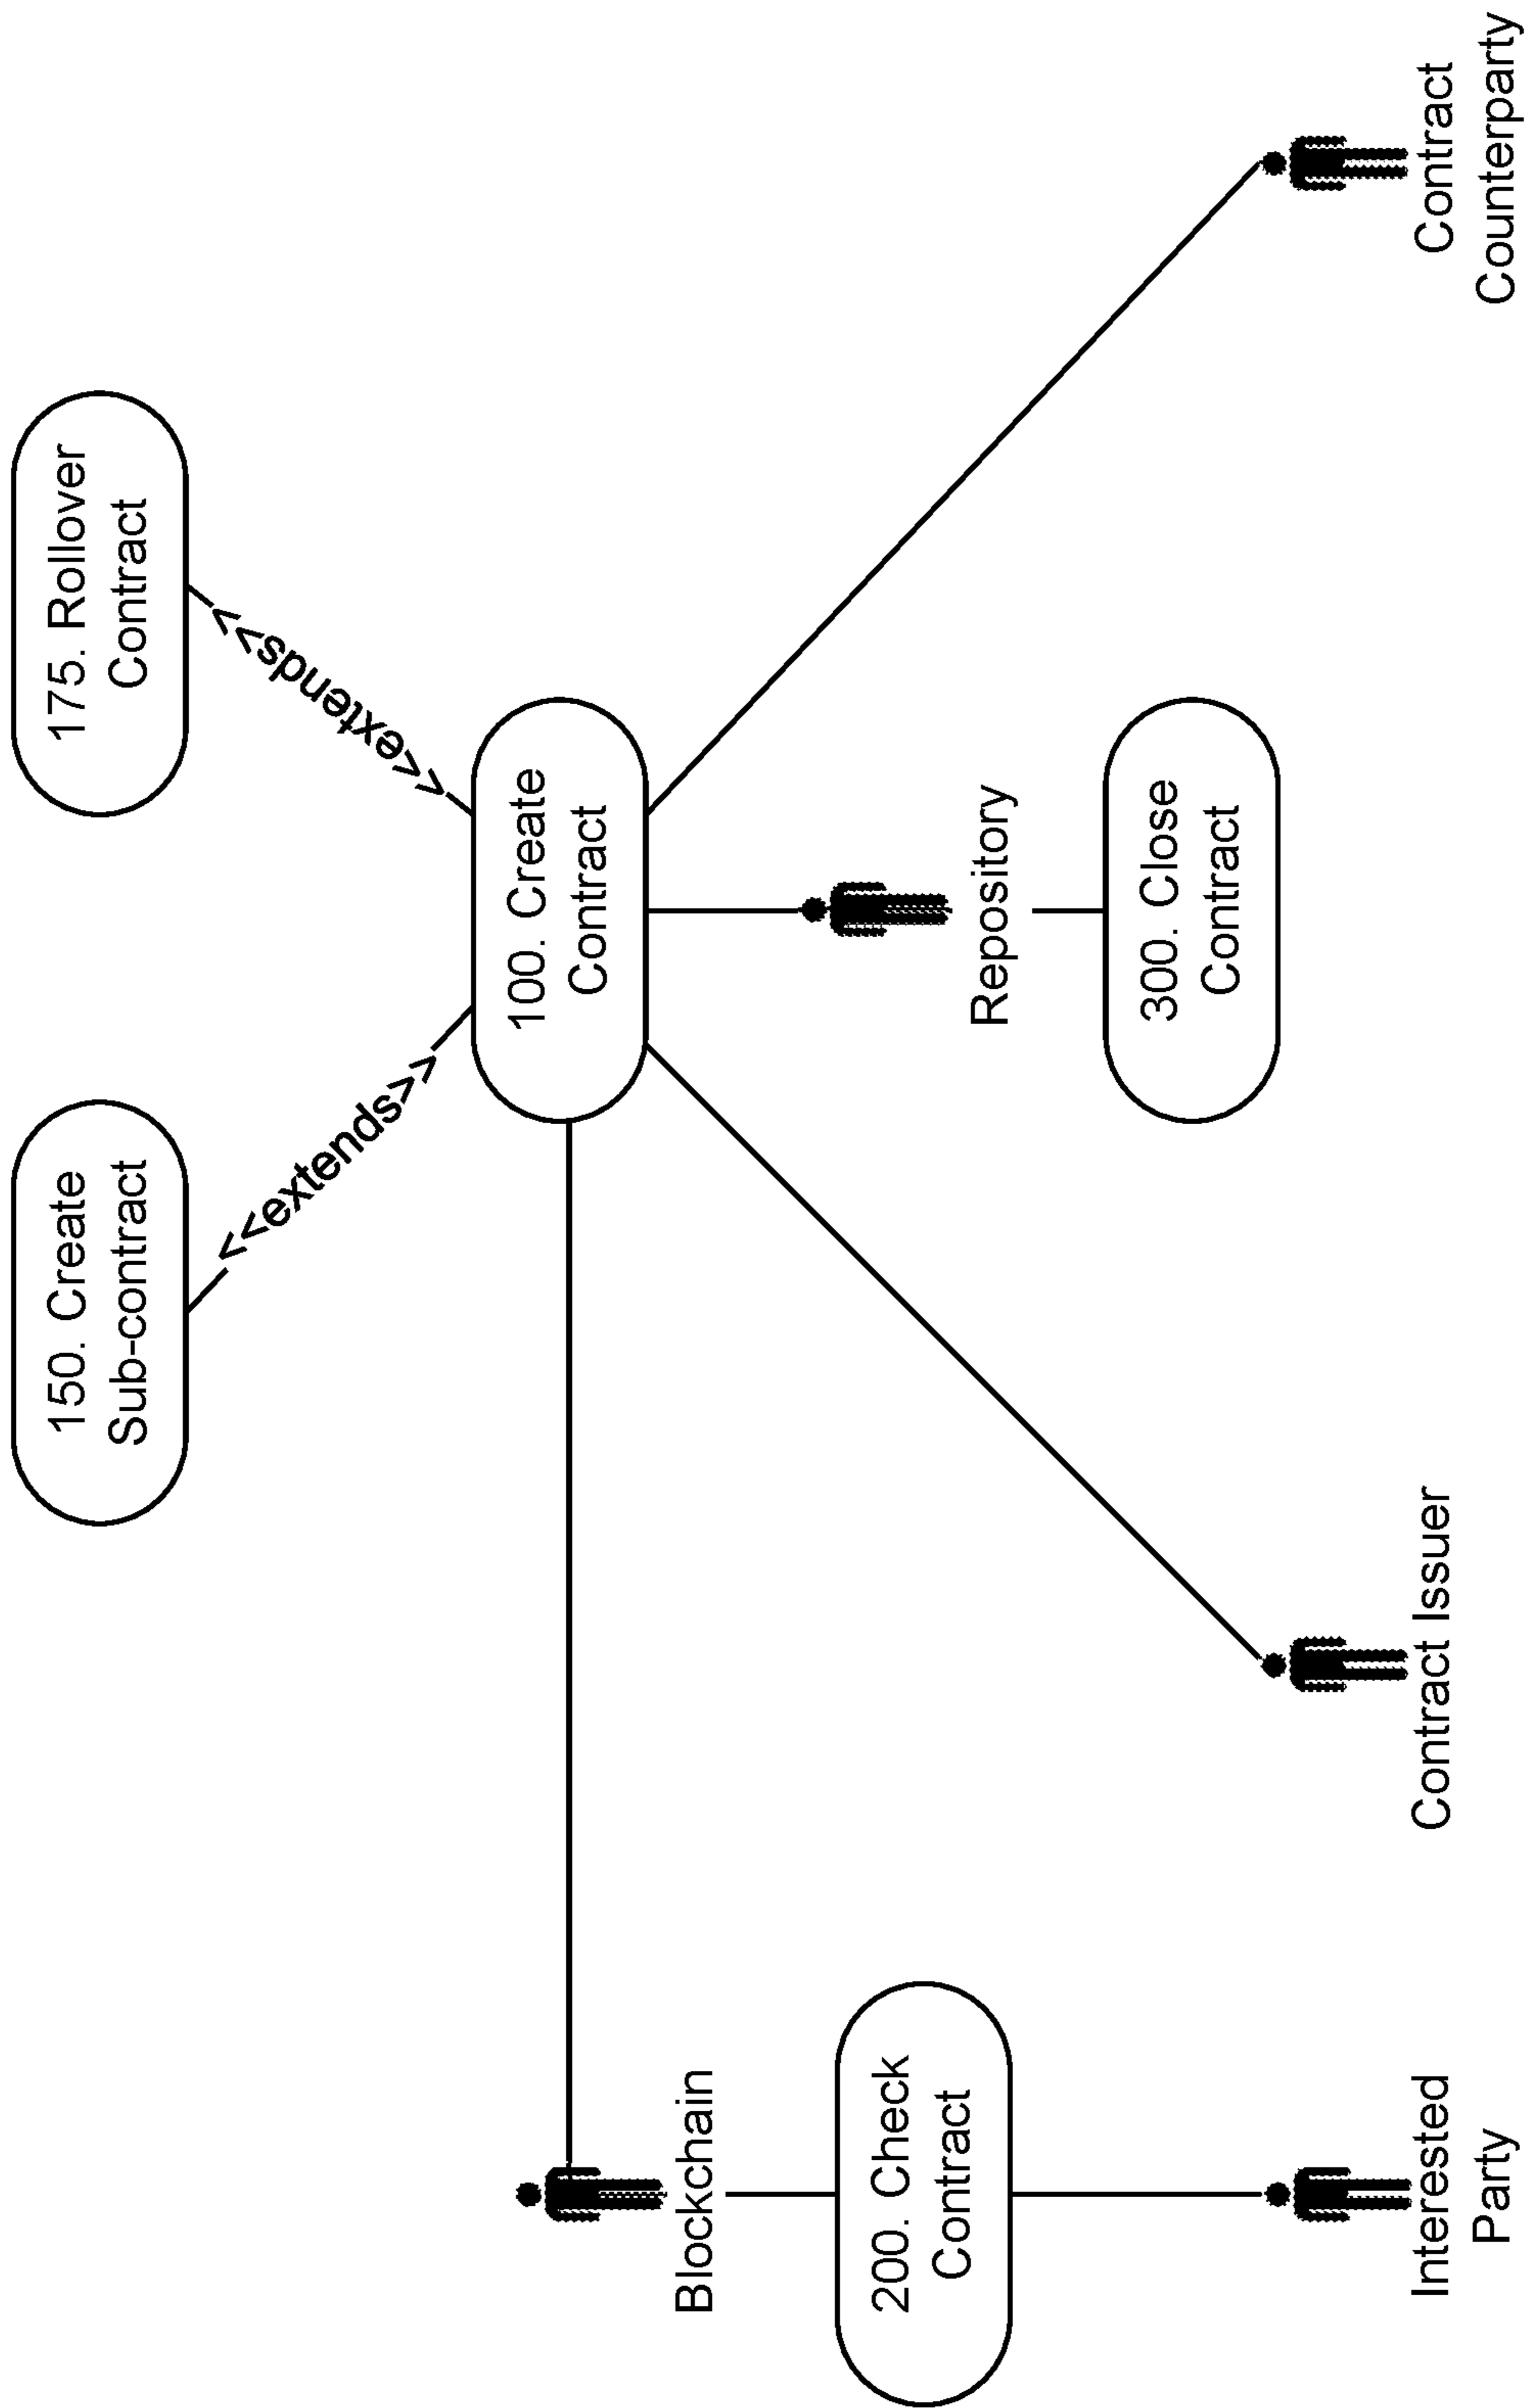 150. Create
Sub-contract
175. Rollover
Contract
<<extends>>
<<extends>>
100. Create
Contract
Blockchain
Repository
200. Check
Contract
300. Close
Contract
Interested
Party
Contract Issuer
Contract
Counterparty